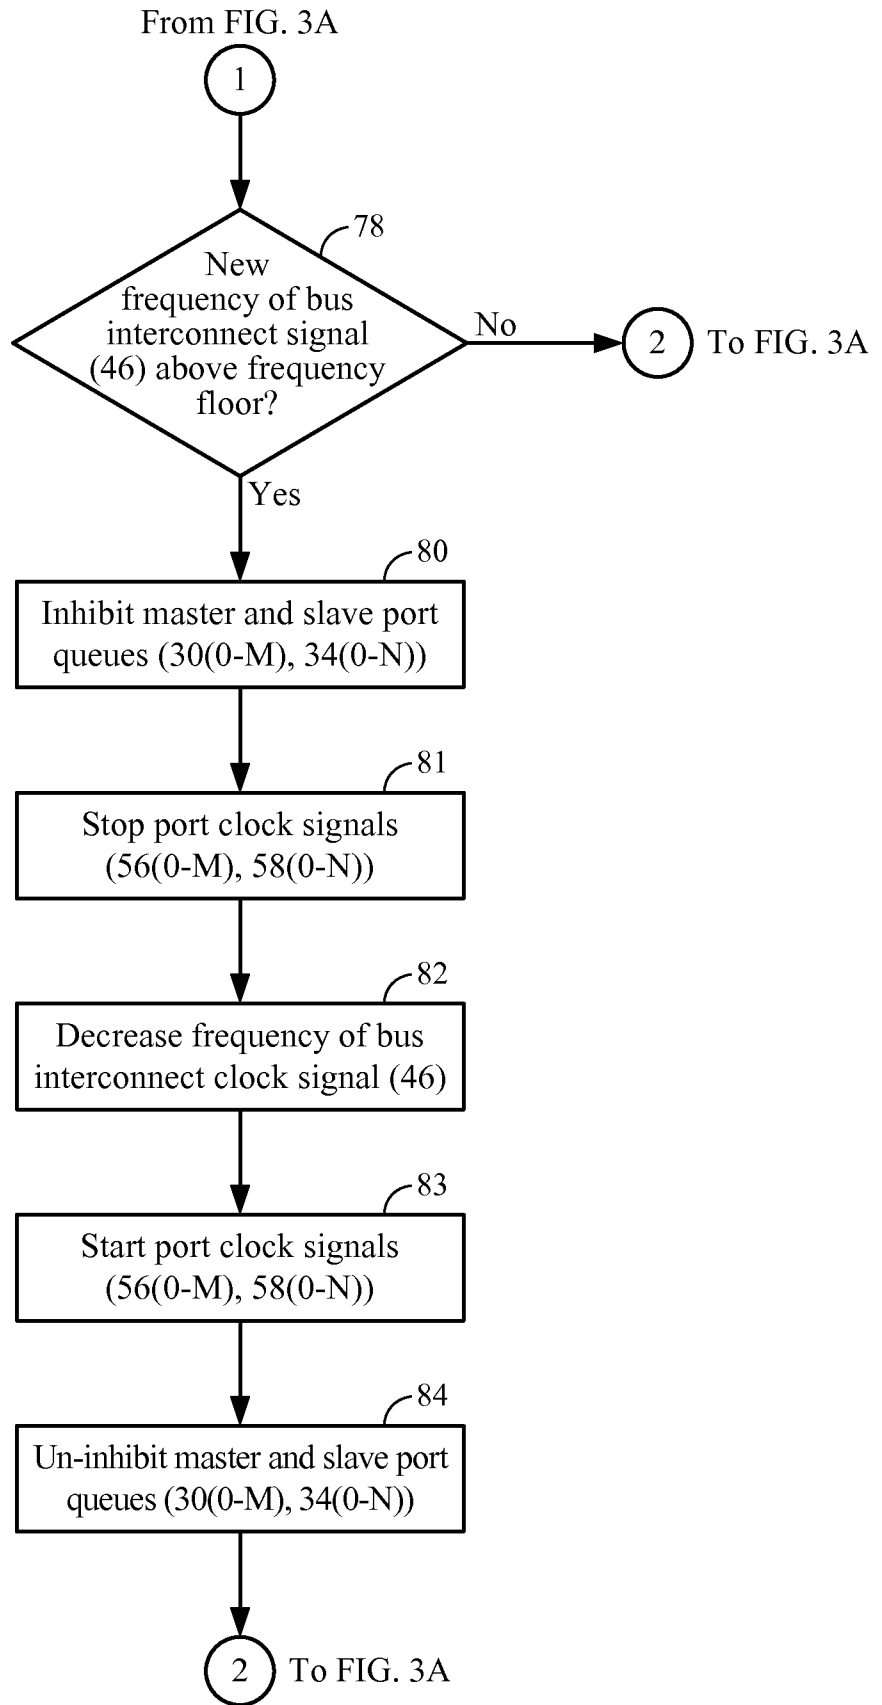 From FIG. 3A
1
78
New
frequency of bus
interconnect signal
(46) above frequency
floor?
No
2
To FIG. 3A
Yes
80
Inhibit master and slave port
queues (30(0-M), 34(0-N))
81
Stop port clock signals
(56(0-M), 58(0-N))
82
Decrease frequency of bus
interconnect clock signal (46)
83
Start port clock signals
(56(0-M), 58(0-N))
84
Un-inhibit master and slave port
queues (30(0-M), 34(0-N))
2
To FIG. 3A